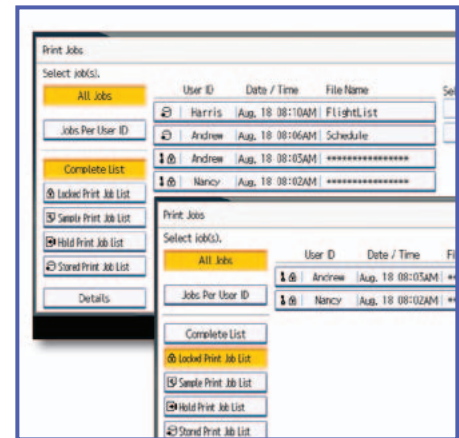 Print Jobs
Select job(s).
All Jobs
Jobs Per User ID
Complete List
Locked Print Job List
Sample Print Job List
Hold Print Job List
Stored Print Job List
Details
User ID Date / Time File Name Sel
Harris Aug. 18 08:10AM FlightList
Andrew Aug. 18 08:06AM Schedule
Andrew Aug. 18 08:03AM ****************
Nancy Aug. 18 08:02AM ****************
Print Jobs
Select job(s).
All Jobs
Jobs Per User ID
Complete List
Locked Print Job List
Sample Print Job List
Hold Print Job List
Stored Print Job List
User ID Date / Time Fi
1 Andrew Aug. 18 08:03AM **
1 Nancy Aug. 18 08:02AM **